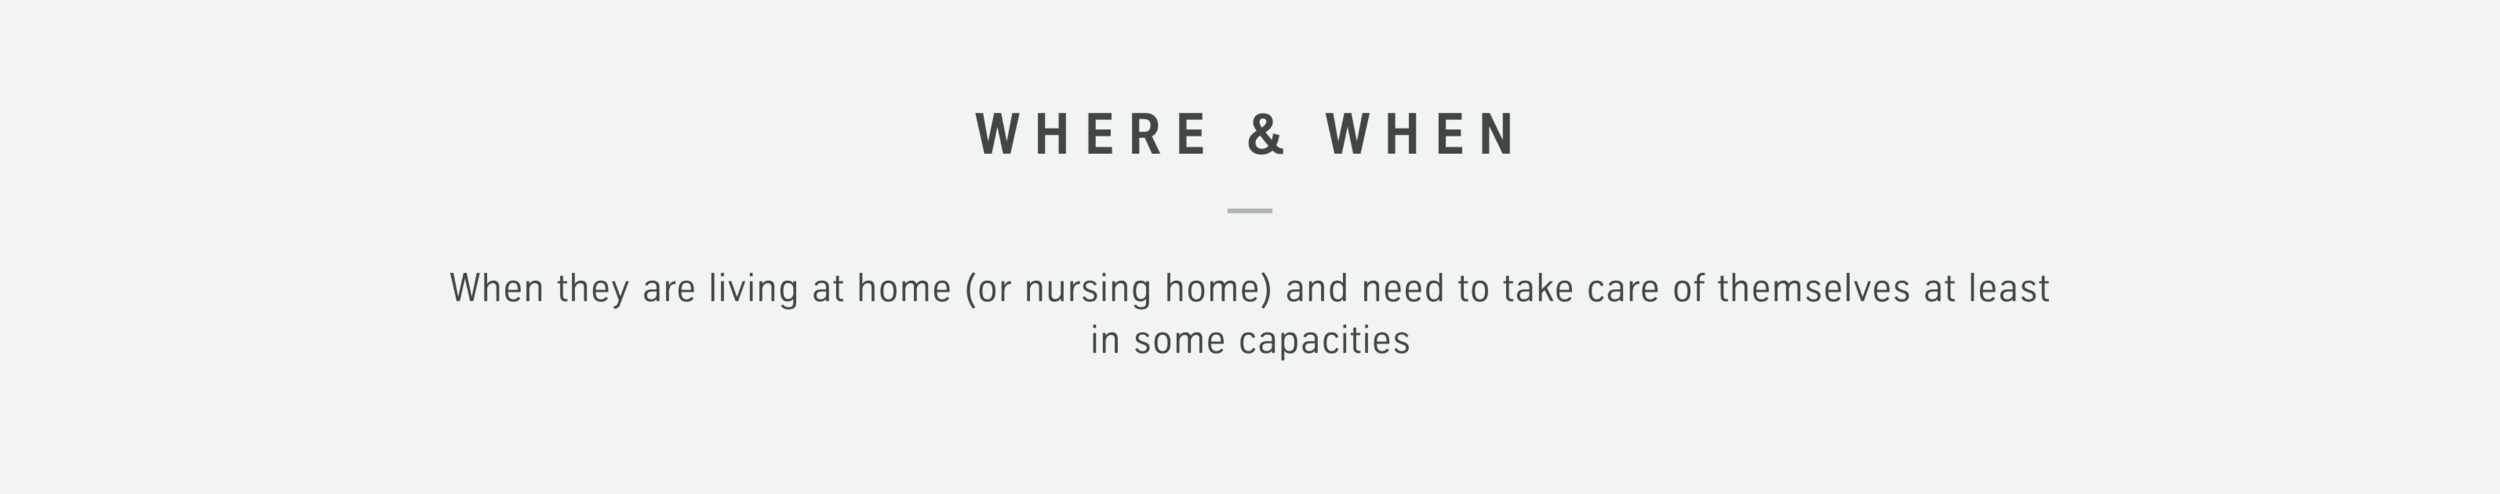 WHERE & WHEN
When they are living at home (or nursing home) and need to take care of themselves at least
in some capacities